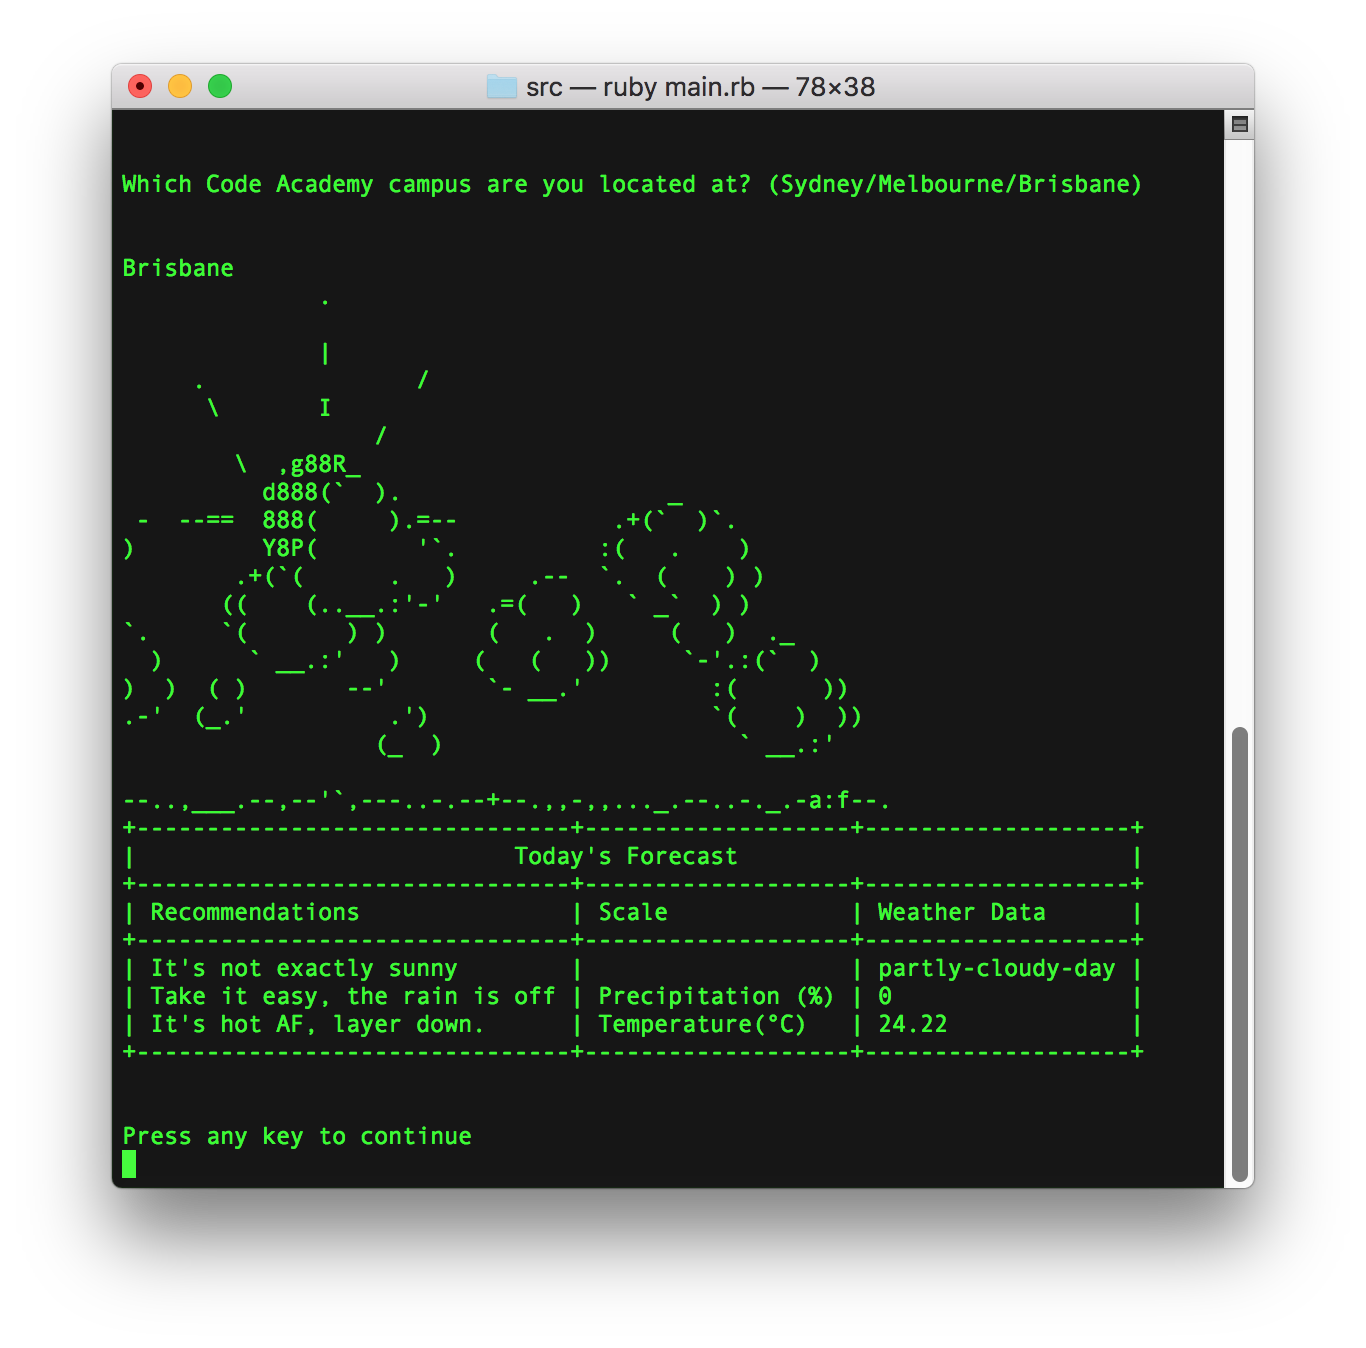 src — ruby main.rb — 78×38
Which Code Academy campus are you located at? (Sydney/Melbourne/Brisbane)
Brisbane
                .
                |
     .                /
      \       I
                  /
        \  ,g88R_
          d888(`  ).                   _
 -  --==  888(     ).=--           .+(`  )`.
)         Y8P(       '`.          :(   .    )
        .+(`(      .   )     .--  `.  (    ) )
       ((    (..__.:'-'   .=(   )   ` _`  ) )
`.     `(       ) )       (   .  )     (   )  ._
  )      ` __.:'   )     (   (   ))     `-'.:(`  )
)  )  ( )       --'       `- __.'         :(      ))
.-'  (_.'          .')                    `(    )  ))
                  (_  )                     ` __.:'
--..,___.--,--'`,---..-.--+--.,,-,,..._.--..-._.-a:f--.
+-------------------------------+-------------------+-------------------+
|                           Today's Forecast                            |
+-------------------------------+-------------------+-------------------+
| Recommendations               | Scale             | Weather Data      |
+-------------------------------+-------------------+-------------------+
| It's not exactly sunny        |                   | partly-cloudy-day |
| Take it easy, the rain is off | Precipitation (%) | 0                 |
| It's hot AF, layer down.      | Temperature(°C)   | 24.22             |
+-------------------------------+-------------------+-------------------+
Press any key to continue